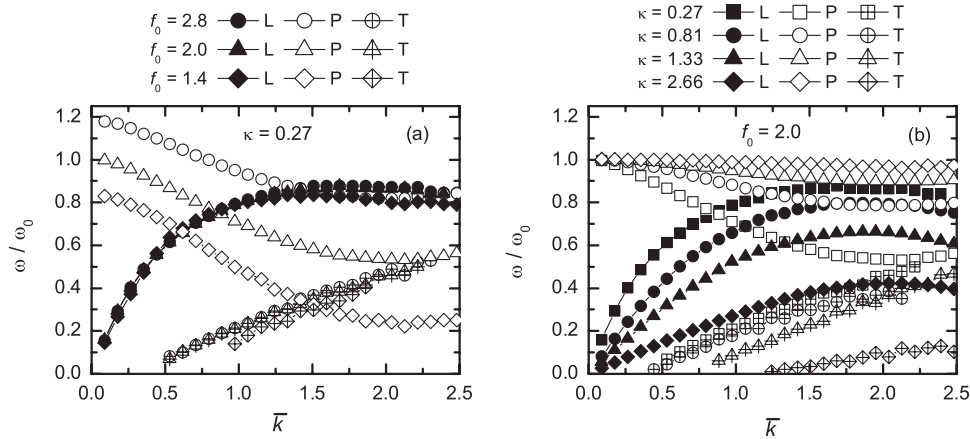 f₀ = 2.8 L P T
f₀ = 2.0 L P T
f₀ = 1.4 L P T
κ = 0.27
(a)
ω / ω₀
1.2
1.0
0.8
0.6
0.4
0.2
0.0
0.0 0.5 1.0 1.5 2.0 2.5
k̅
κ = 0.27 L P T
κ = 0.81 L P T
κ = 1.33 L P T
κ = 2.66 L P T
f₀ = 2.0
(b)
ω / ω₀
1.2
1.0
0.8
0.6
0.4
0.2
0.0
0.0 0.5 1.0 1.5 2.0 2.5
k̅